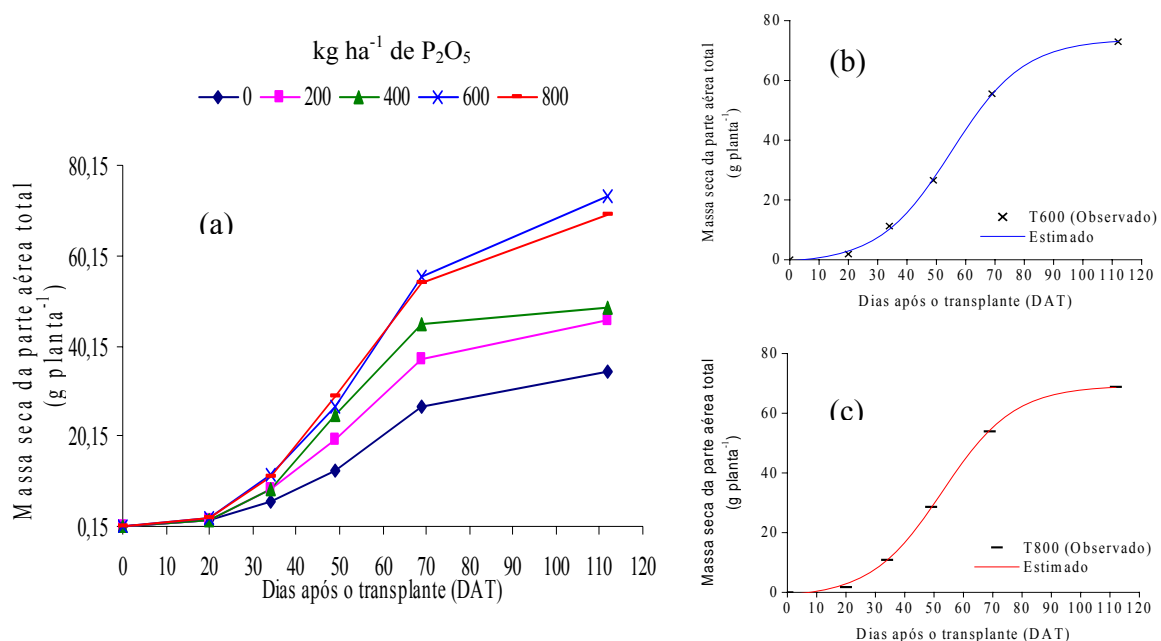 kg ha⁻¹ de P₂O₅
0 200 400 600 800
Massa seca da parte aérea total
(g planta⁻¹)
80,15
60,15
40,15
20,15
0,15
(a)
0 10 20 30 40 50 60 70 80 90 100 110 120
Dias após o transplante (DAT)
Massa seca da parte aérea total
(g planta⁻¹)
80
60
40
20
0
(b)
T600 (Observado)
Estimado
0 10 20 30 40 50 60 70 80 90 100 110 120
Dias após o transplante (DAT)
Massa seca da parte aérea total
(g planta⁻¹)
80
60
40
20
0
(c)
T800 (Observado)
Estimado
0 10 20 30 40 50 60 70 80 90 100 110 120
Dias após o transplante (DAT)